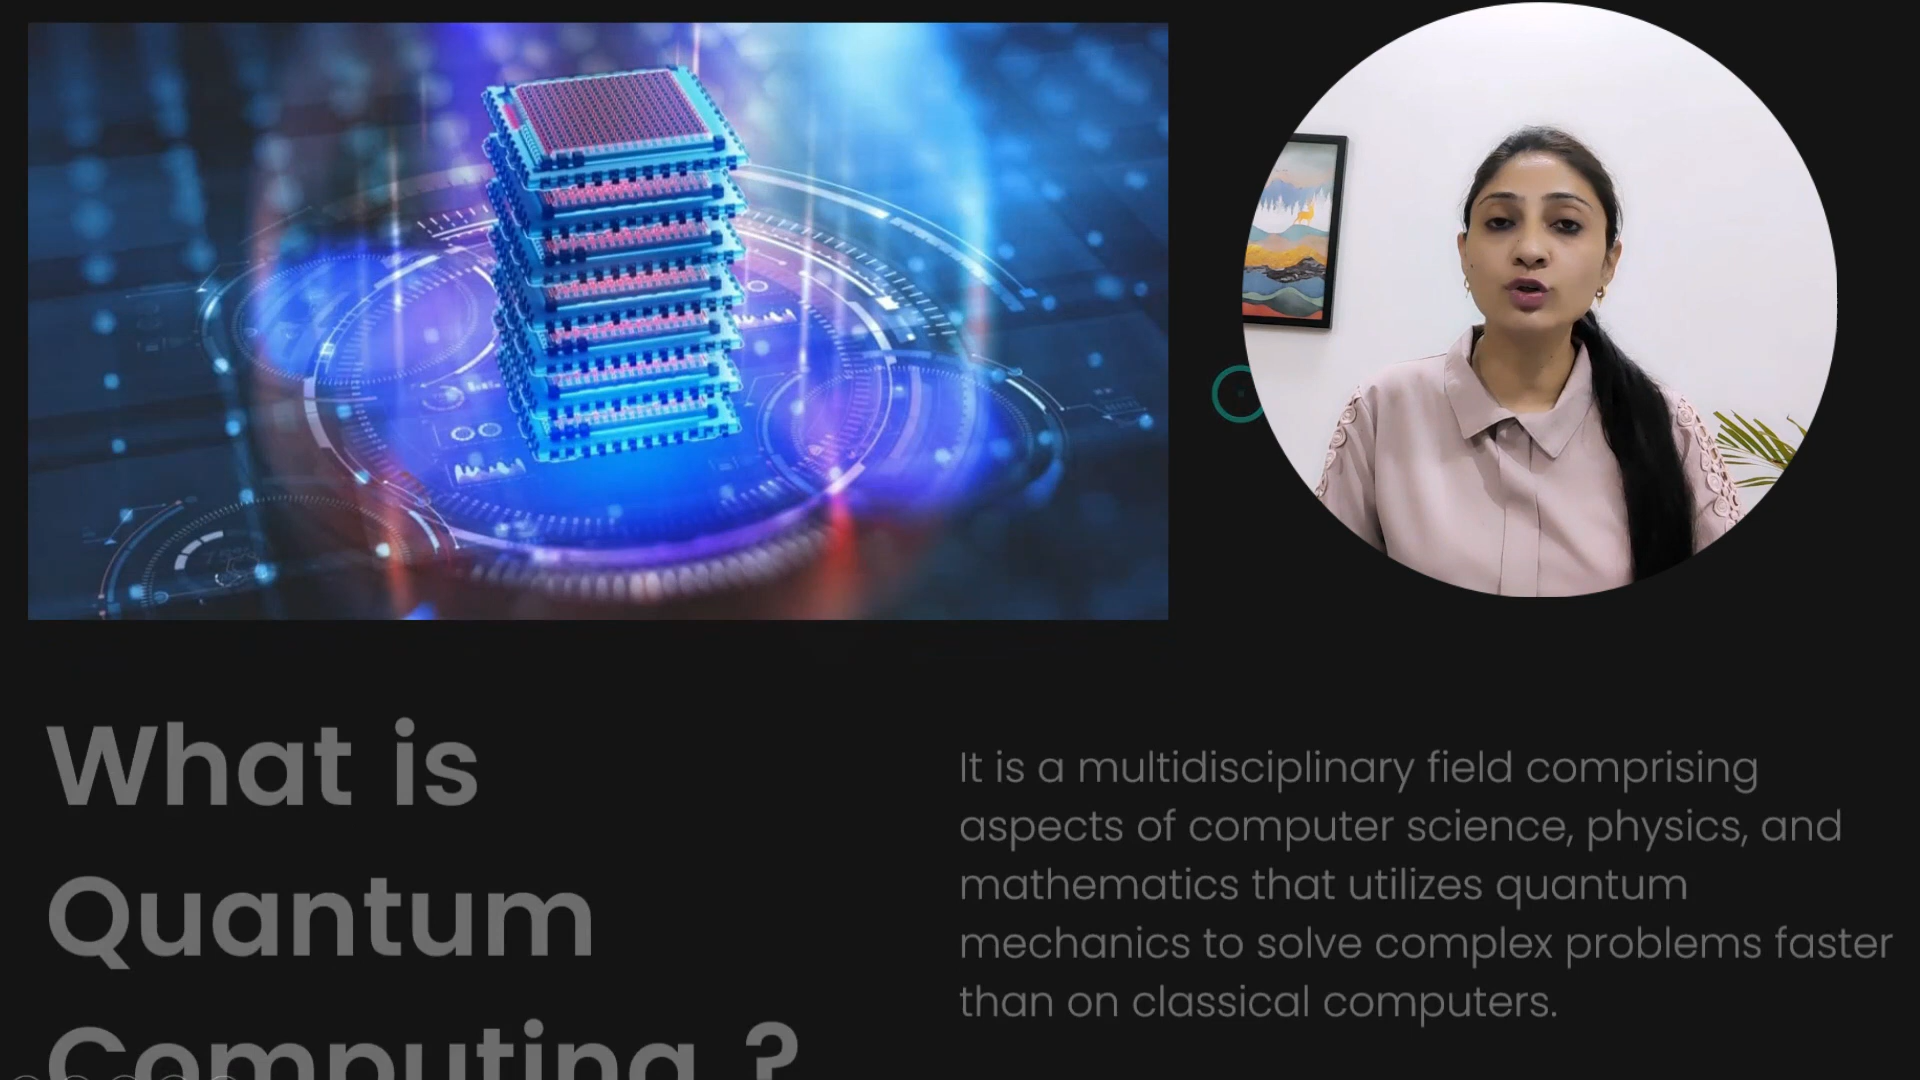 What is
Quantum
Computing ?
It is a multidisciplinary field comprising
aspects of computer science, physics, and
mathematics that utilizes quantum
mechanics to solve complex problems faster
than on classical computers.